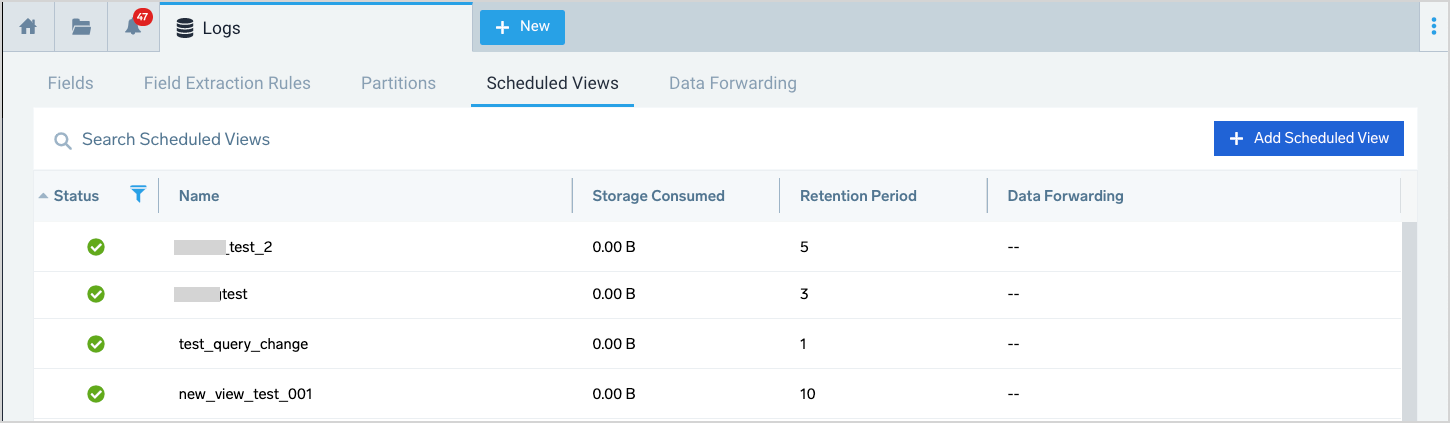 47
Logs
+ New
Fields Field Extraction Rules Partitions Scheduled Views Data Forwarding
Search Scheduled Views
+ Add Scheduled View
Status Name Storage Consumed Retention Period Data Forwarding
_test_2 0.00 B 5 --
test 0.00 B 3 --
test_query_change 0.00 B 1 --
new_view_test_001 0.00 B 10 --